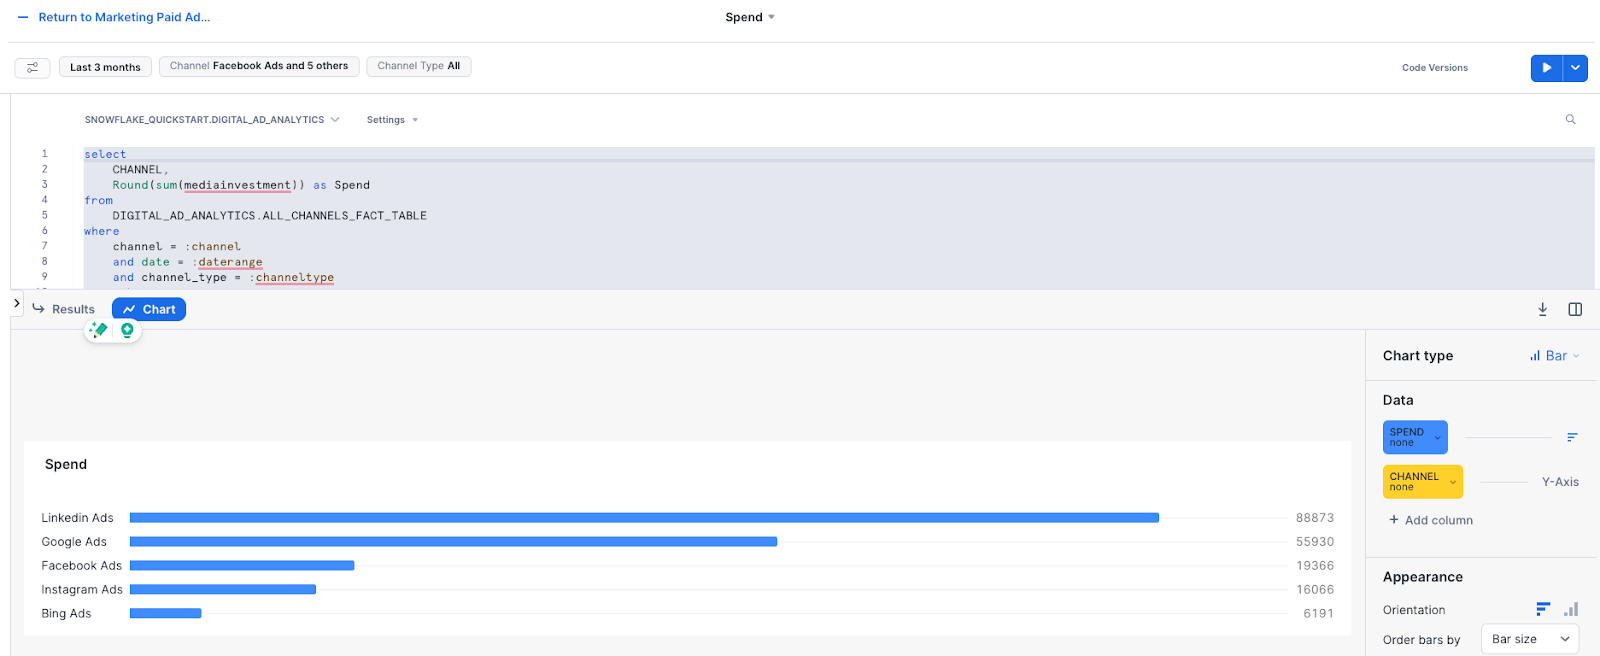 Return to Marketing Paid Ad...
Spend
Last 3 months
Channel Facebook Ads and 5 others
Channel Type All
Code Versions
SNOWFLAKE_QUICKSTART.DIGITAL_AD_ANALYTICS
Settings
1 select
2 CHANNEL,
3 Round(sum(mediainvestment)) as Spend
4 from
5 DIGITAL_AD_ANALYTICS.ALL_CHANNELS_FACT_TABLE
6 where
7 channel = :channel
8 and date = :daterange
9 and channel_type = :channeltype
Results
Chart
Chart type
Bar
Data
SPEND
none
CHANNEL
none
Y-Axis
+ Add column
Appearance
Orientation
Order bars by
Bar size
Spend
Linkedin Ads 88873
Google Ads 55930
Facebook Ads 19366
Instagram Ads 16066
Bing Ads 6191